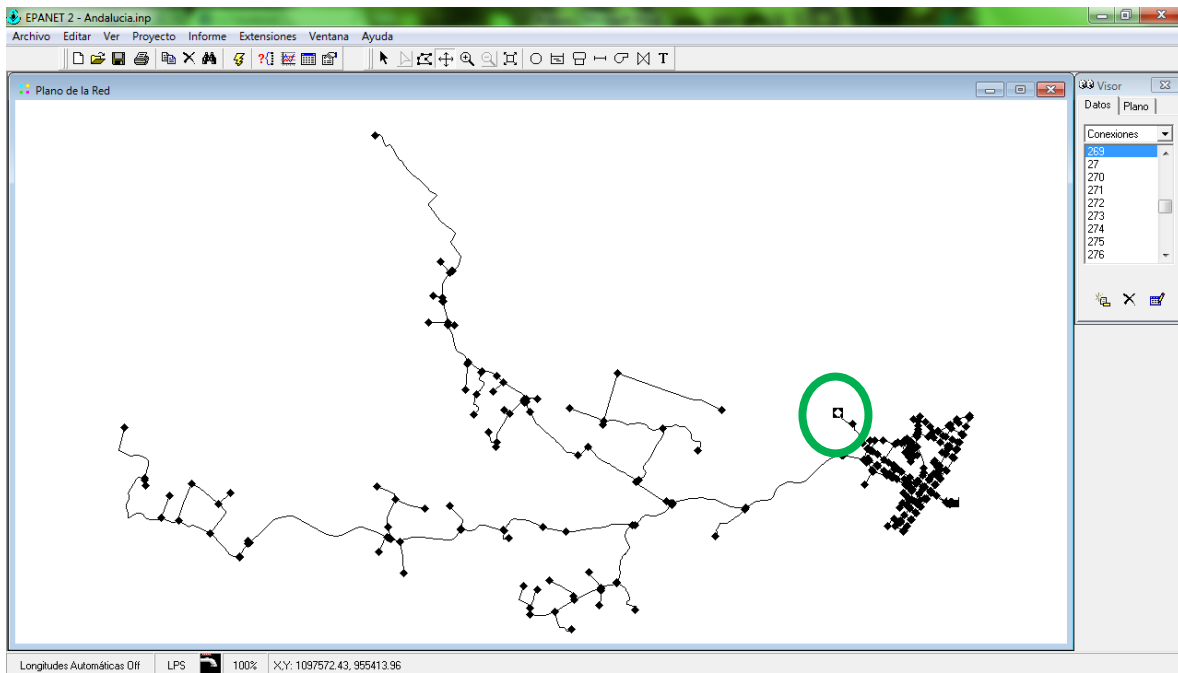 EPANET 2 - Andalucia.inp
Archivo Editar Ver Proyecto Informe Extensiones Ventana Ayuda
T
Plano de la Red
Visor
Datos Plano
Conexiones
269
27
270
271
272
273
274
275
276
Longitudes Automáticas Off LPS 100% X,Y: 1097572.43, 955413.96